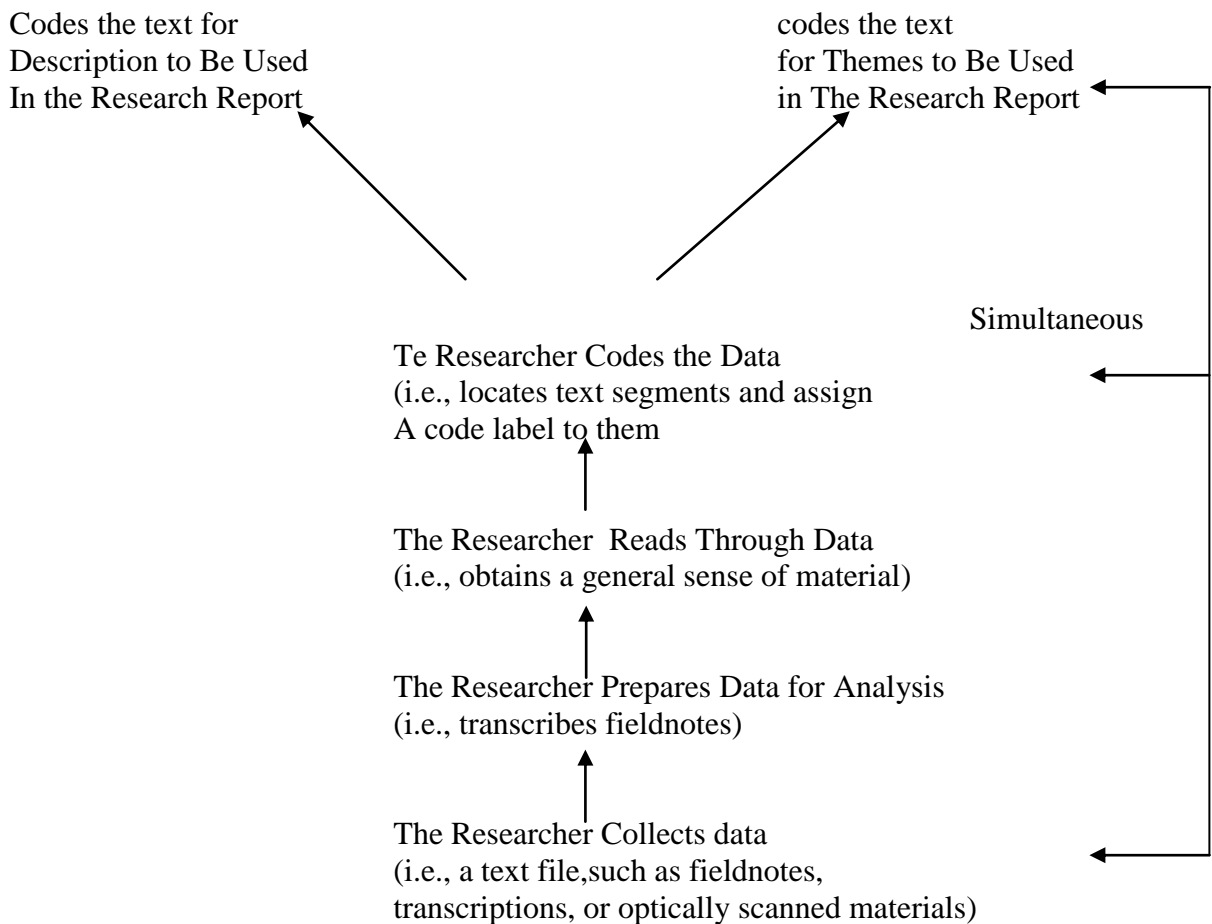 Codes the text for
Description to Be Used
In the Research Report
codes the text
for Themes to Be Used
in The Research Report
Simultaneous
Te Researcher Codes the Data
(i.e., locates text segments and assign
A code label to them
The Researcher  Reads Through Data
(i.e., obtains a general sense of material)
The Researcher Prepares Data for Analysis
(i.e., transcribes fieldnotes)
The Researcher Collects data
(i.e., a text file,such as fieldnotes,
transcriptions, or optically scanned materials)